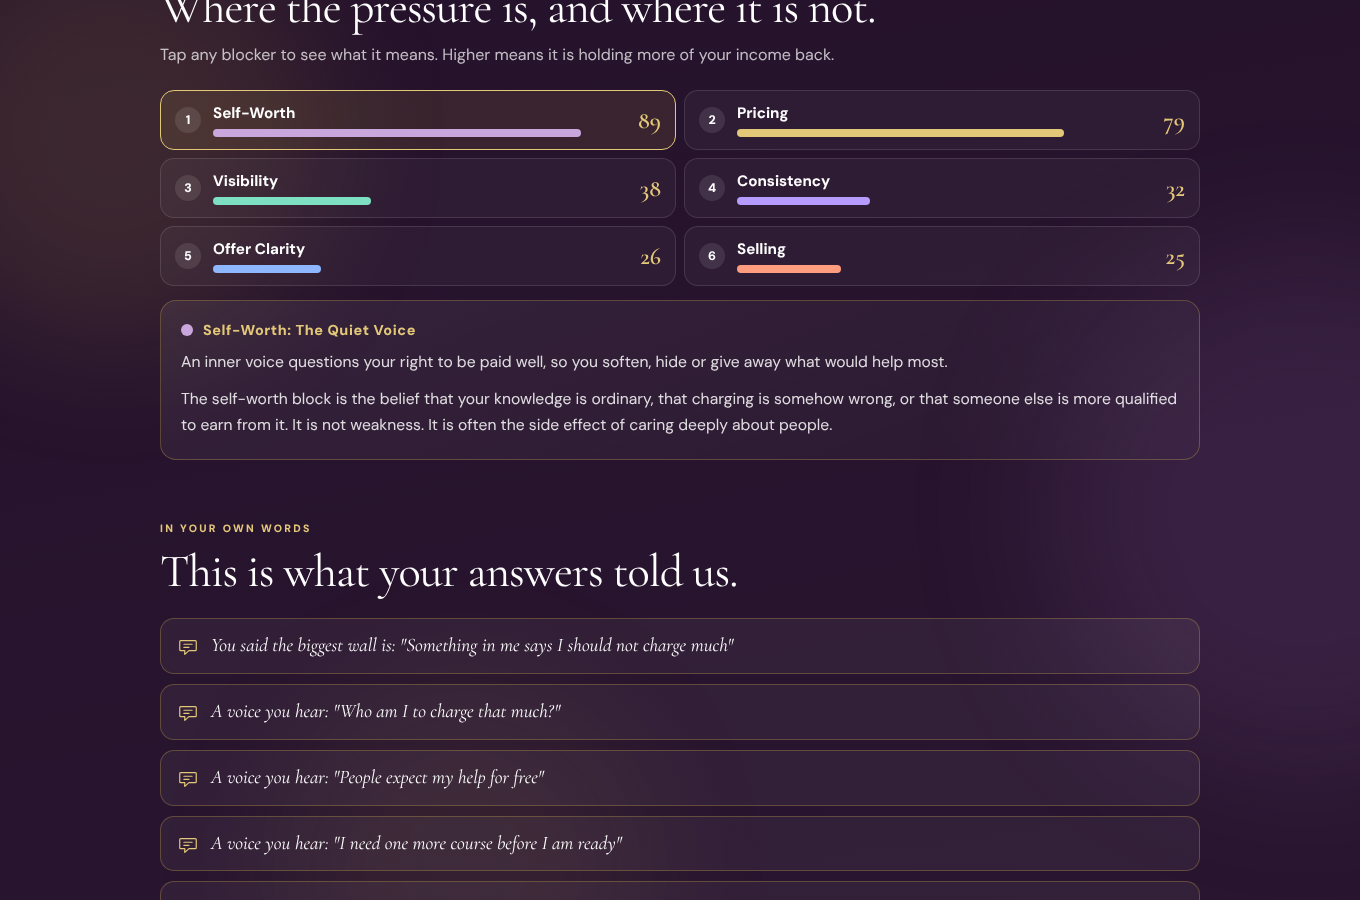 Where the pressure is, and where it is not.
Tap any blocker to see what it means. Higher means it is holding more of your income back.
1 Self-Worth 89
2 Pricing 79
3 Visibility 38
4 Consistency 32
5 Offer Clarity 26
6 Selling 25
Self-Worth: The Quiet Voice
An inner voice questions your right to be paid well, so you soften, hide or give away what would help most.
The self-worth block is the belief that your knowledge is ordinary, that charging is somehow wrong, or that someone else is more qualified
to earn from it. It is not weakness. It is often the side effect of caring deeply about people.
IN YOUR OWN WORDS
This is what your answers told us.
You said the biggest wall is: "Something in me says I should not charge much"
A voice you hear: "Who am I to charge that much?"
A voice you hear: "People expect my help for free"
A voice you hear: "I need one more course before I am ready"